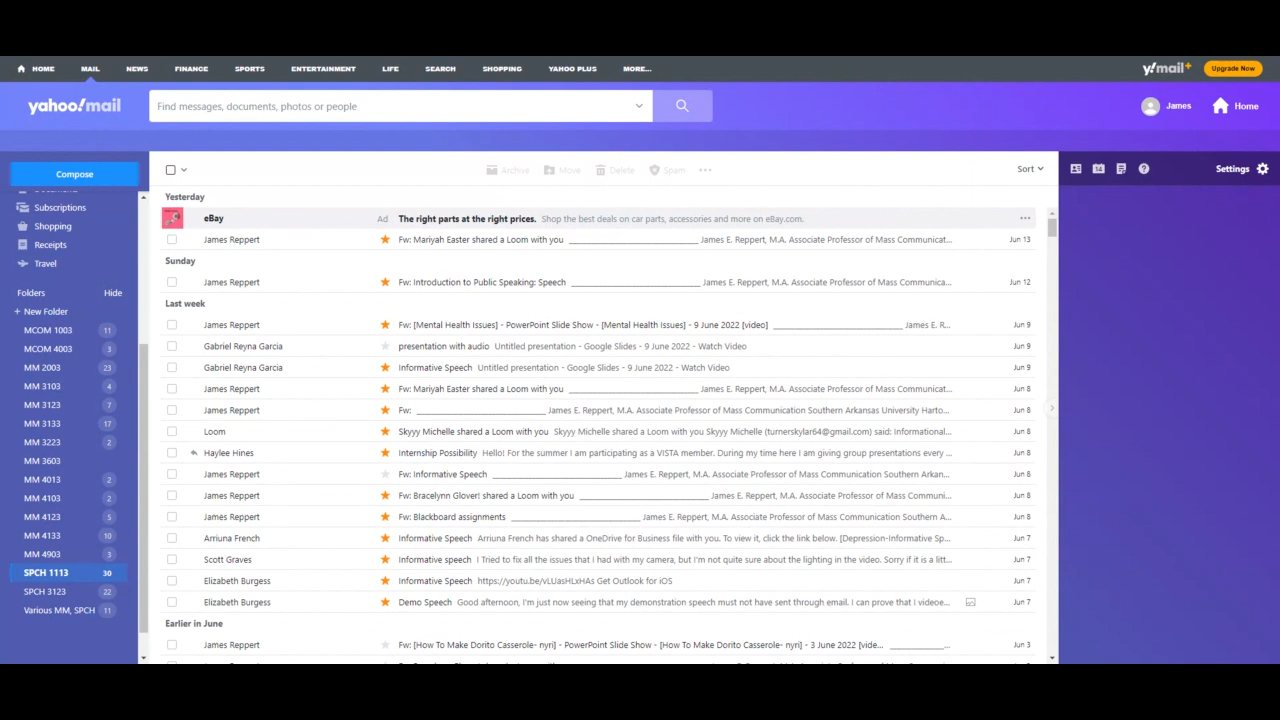 HOME MAIL NEWS FINANCE SPORTS ENTERTAINMENT LIFE SEARCH SHOPPING YAHOO PLUS MORE... y!mail+ Upgrade Now
yahoo!mail Find messages, documents, photos or people James Home
Compose Archive Move Delete Spam Sort Settings
Subscriptions
Shopping
Receipts
Travel
Folders Hide
+ New Folder
MCOM 1003 11
MCOM 4003 3
MM 2003 23
MM 3103 4
MM 3123 7
MM 3133 17
MM 3223 2
MM 3603
MM 4013 2
MM 4103 2
MM 4123 5
MM 4133 10
MM 4903 3
SPCH 1113 30
SPCH 3123 22
Various MM, SPCH 11
Yesterday
eBay Ad The right parts at the right prices. Shop the best deals on car parts, accessories and more on eBay.com.
James Reppert Fw: Mariyah Easter shared a Loom with you ________________________ James E. Reppert, M.A. Associate Professor of Mass Communicat... Jun 13
Sunday
James Reppert Fw: Introduction to Public Speaking: Speech ________________________ James E. Reppert, M.A. Associate Professor of Mass Communica... Jun 12
Last week
James Reppert Fw: [Mental Health Issues] - PowerPoint Slide Show - [Mental Health Issues] - 9 June 2022 [video] ________________________ James E. R... Jun 9
Gabriel Reyna Garcia presentation with audio Untitled presentation - Google Slides - 9 June 2022 - Watch Video Jun 9
Gabriel Reyna Garcia Informative Speech Untitled presentation - Google Slides - 9 June 2022 - Watch Video Jun 9
James Reppert Fw: Mariyah Easter shared a Loom with you ________________________ James E. Reppert, M.A. Associate Professor of Mass Communicat... Jun 8
James Reppert Fw: ________________________ James E. Reppert, M.A. Associate Professor of Mass Communication Southern Arkansas University Harto... Jun 8
Loom Skyyy Michelle shared a Loom with you Skyyy Michelle shared a Loom with you Skyyy Michelle (turnerskylar64@gmail.com) said: Informational... Jun 8
Haylee Hines Internship Possibility Hello! For the summer I am participating as a VISTA member. During my time here I am giving group presentations every ... Jun 8
James Reppert Fw: Informative Speech ________________________ James E. Reppert, M.A. Associate Professor of Mass Communication Southern Arkan... Jun 8
James Reppert Fw: Bracelynn Glover! shared a Loom with you ________________________ James E. Reppert, M.A. Associate Professor of Mass Communi... Jun 8
James Reppert Fw: Blackboard assignments ________________________ James E. Reppert, M.A. Associate Professor of Mass Communication Southern A... Jun 8
Arriuna French Informative Speech Arriuna French has shared a OneDrive for Business file with you. To view it, click the link below. [Depression-Informative Sp... Jun 7
Scott Graves Informative speech I Tried to fix all the issues that I had with my camera, but I'm not quite sure about the lighting in the video. Sorry if it is a litt... Jun 7
Elizabeth Burgess Informative Speech https://youtu.be/vLUasHLxHAs Get Outlook for iOS Jun 7
Elizabeth Burgess Demo Speech Good afternoon, I'm just now seeing that my demonstration speech must not have sent through email. I can prove that I videoe... Jun 7
Earlier in June
James Reppert Fw: [How To Make Dorito Casserole- nyri] - PowerPoint Slide Show - [How To Make Dorito Casserole- nyri] - 3 June 2022 [vide... ____________... Jun 3